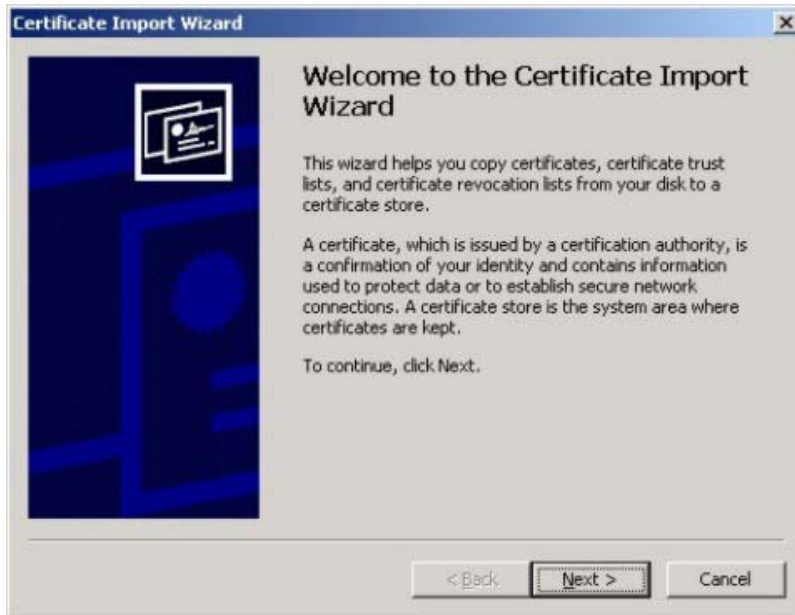 Certificate Import Wizard
Welcome to the Certificate Import
Wizard
This wizard helps you copy certificates, certificate trust
lists, and certificate revocation lists from your disk to a
certificate store.
A certificate, which is issued by a certification authority, is
a confirmation of your identity and contains information
used to protect data or to establish secure network
connections. A certificate store is the system area where
certificates are kept.
To continue, click Next.
< Back Next > Cancel